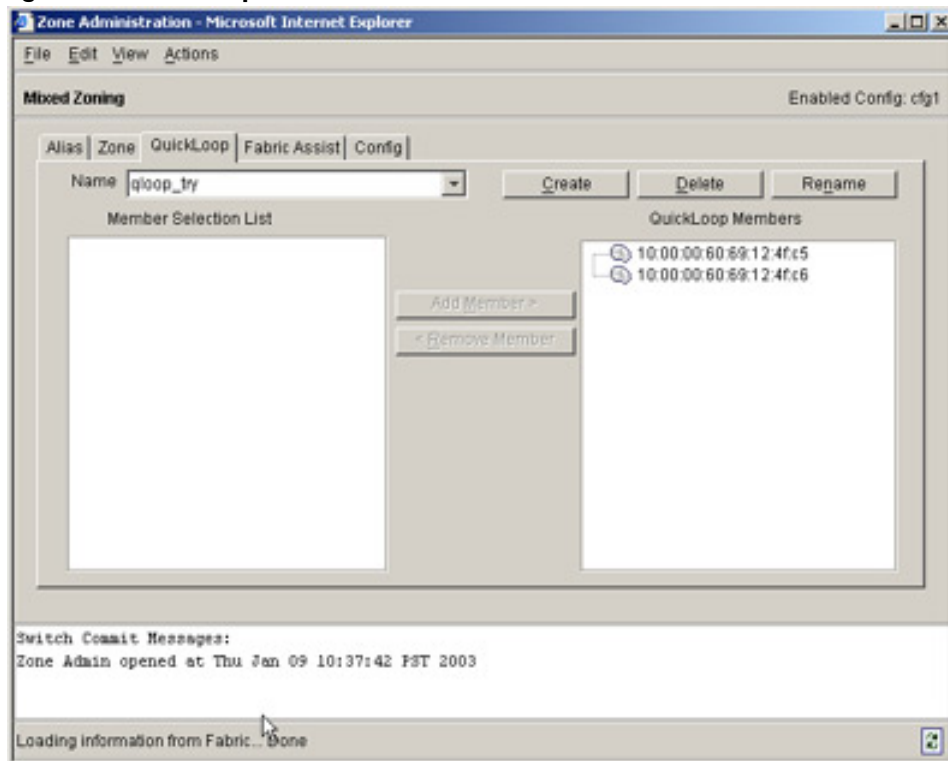 Zone Administration - Microsoft Internet Explorer
File Edit View Actions
Mixed Zoning Enabled Config: cfg1
Alias Zone QuickLoop Fabric Assist Config
Name qloop_try Create Delete Rename
Member Selection List QuickLoop Members
10:00:00:60:69:12:4f:c5
10:00:00:60:69:12:4f:c6
Add Member >
< Remove Member
Switch Commit Messages:
Zone Admin opened at Thu Jan 09 10:37:42 PST 2003
Loading information from Fabric... Done